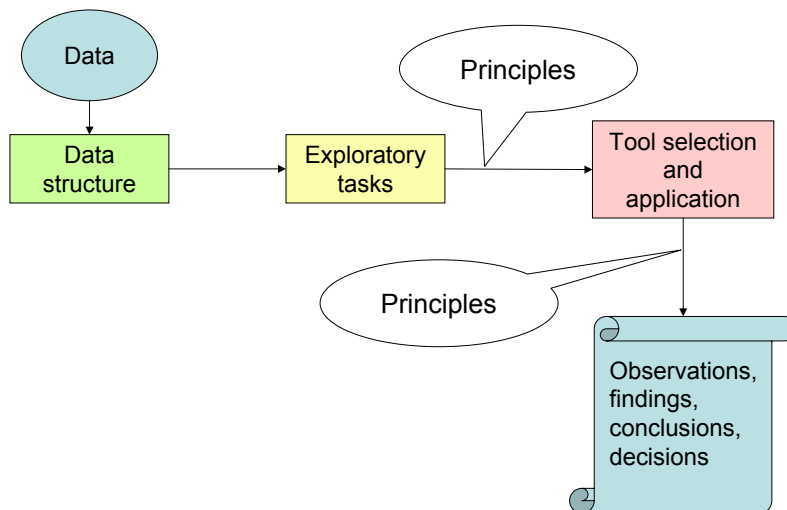 Data
Principles
Data
structure
Exploratory
tasks
Tool selection
and
application
Principles
Observations,
findings,
conclusions,
decisions